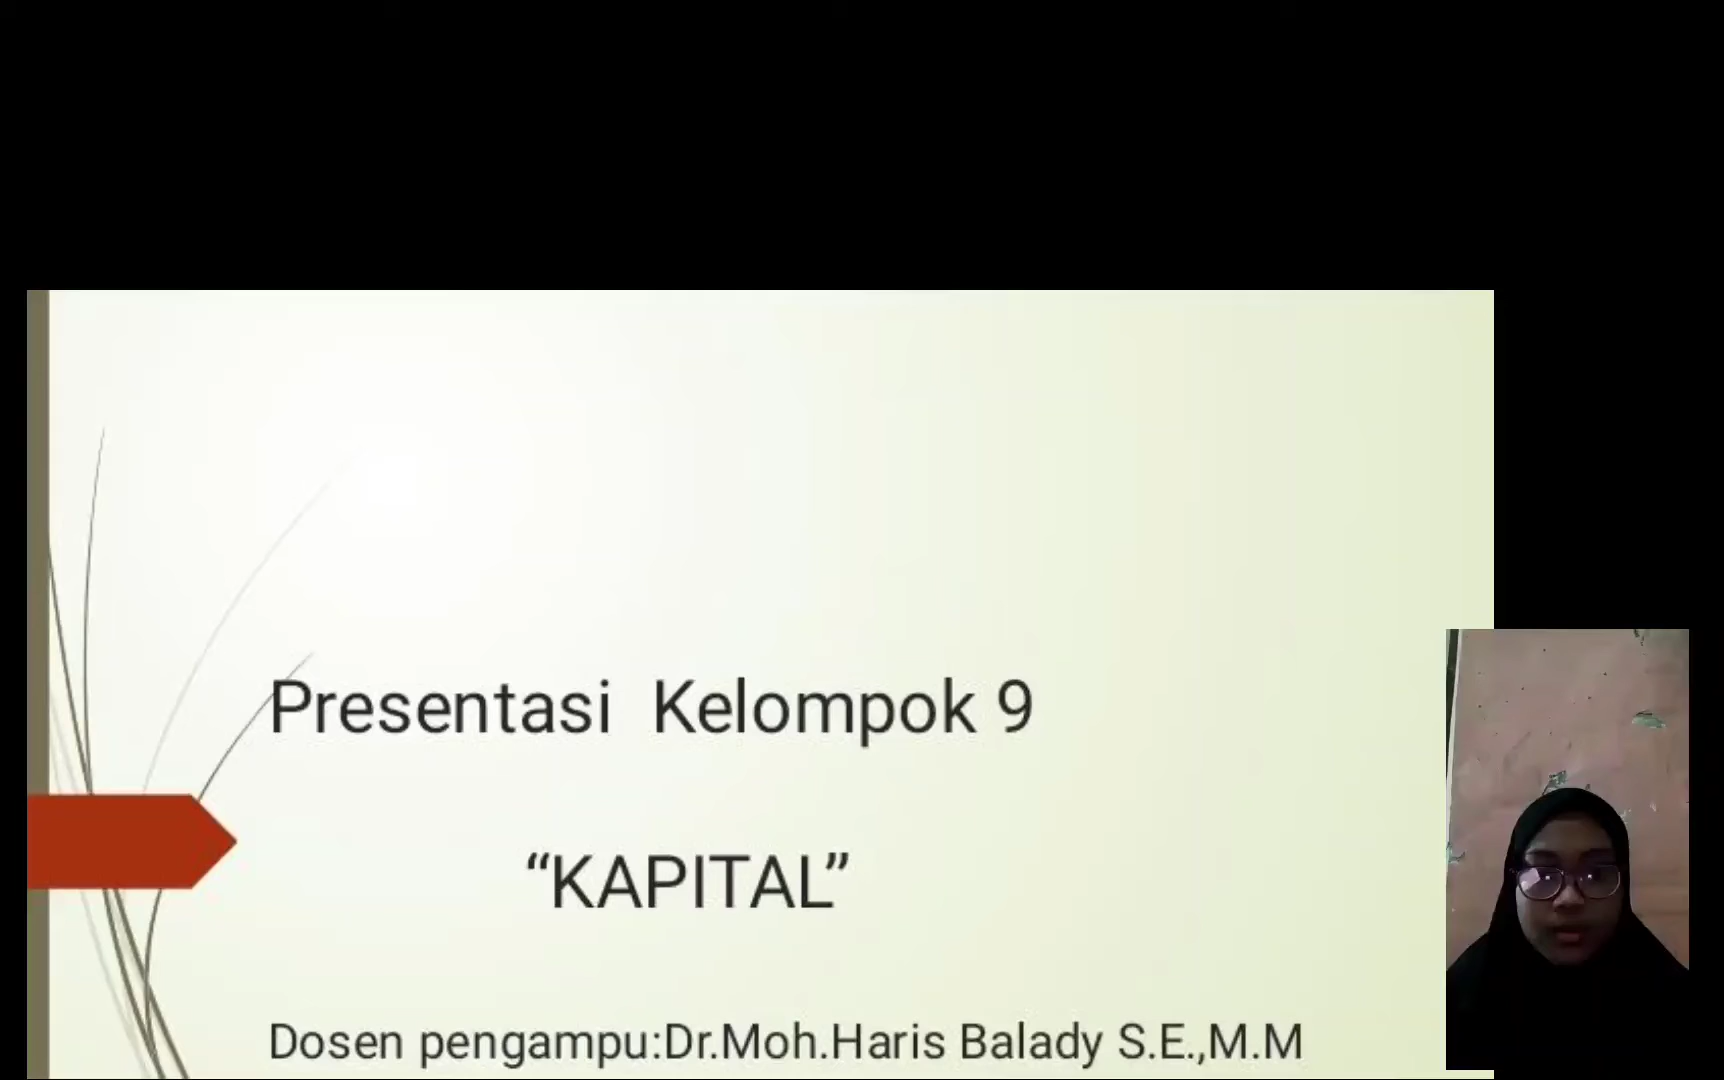 Presentasi  Kelompok 9
“KAPITAL”
Dosen pengampu:Dr.Moh.Haris Balady S.E.,M.M